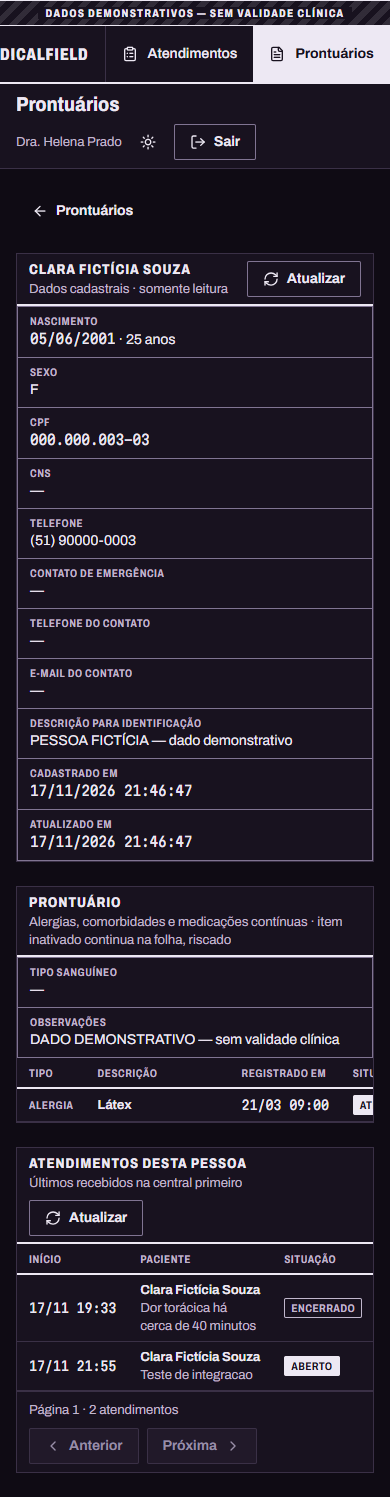 DADOS DEMONSTRATIVOS — SEM VALIDADE CLÍNICA
DICALFIELD
Atendimentos
Prontuários
Prontuários
Dra. Helena Prado
Sair
Prontuários
CLARA FICTÍCIA SOUZA
Dados cadastrais · somente leitura
Atualizar
NASCIMENTO
05/06/2001 · 25 anos
SEXO
F
CPF
000.000.003-03
CNS
—
TELEFONE
(51) 90000-0003
CONTATO DE EMERGÊNCIA
—
TELEFONE DO CONTATO
—
E-MAIL DO CONTATO
—
DESCRIÇÃO PARA IDENTIFICAÇÃO
PESSOA FICTÍCIA — dado demonstrativo
CADASTRADO EM
17/11/2026 21:46:47
ATUALIZADO EM
17/11/2026 21:46:47
PRONTUÁRIO
Alergias, comorbidades e medicações contínuas · item
inativado continua na folha, riscado
TIPO SANGUÍNEO
—
OBSERVAÇÕES
DADO DEMONSTRATIVO — sem validade clínica
TIPO DESCRIÇÃO REGISTRADO EM SITU
ALERGIA Látex 21/03 09:00 AT
ATENDIMENTOS DESTA PESSOA
Últimos recebidos na central primeiro
Atualizar
INÍCIO PACIENTE SITUAÇÃO
17/11 19:33
Clara Fictícia Souza
Dor torácica há
cerca de 40 minutos
ENCERRADO
17/11 21:55
Clara Fictícia Souza
Teste de integracao
ABERTO
Página 1 · 2 atendimentos
Anterior
Próxima